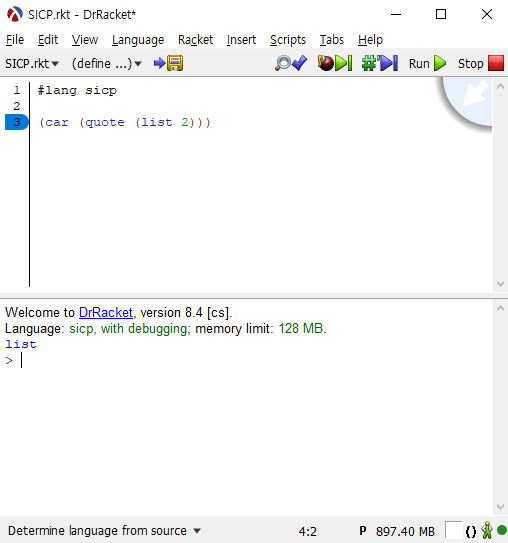 SICP.rkt - DrRacket*
File Edit View Language Racket Insert Scripts Tabs Help
SICP.rkt (define ...) Run Stop
1 #lang sicp
2
3 (car (quote (list 2)))
Welcome to DrRacket, version 8.4 [cs].
Language: sicp, with debugging; memory limit: 128 MB.
list
>
Determine language from source 4:2 P 897.40 MB ()